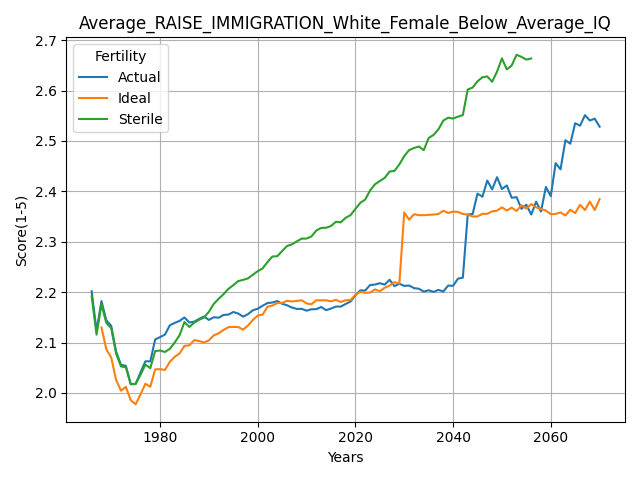 Average_RAISE_IMMIGRATION_White_Female_Below_Average_IQ
2.7
2.6
2.5
2.4
2.3
2.2
2.1
2.0
Score(1-5)
Fertility
Actual
Ideal
Sterile
1980 2000 2020 2040 2060
Years